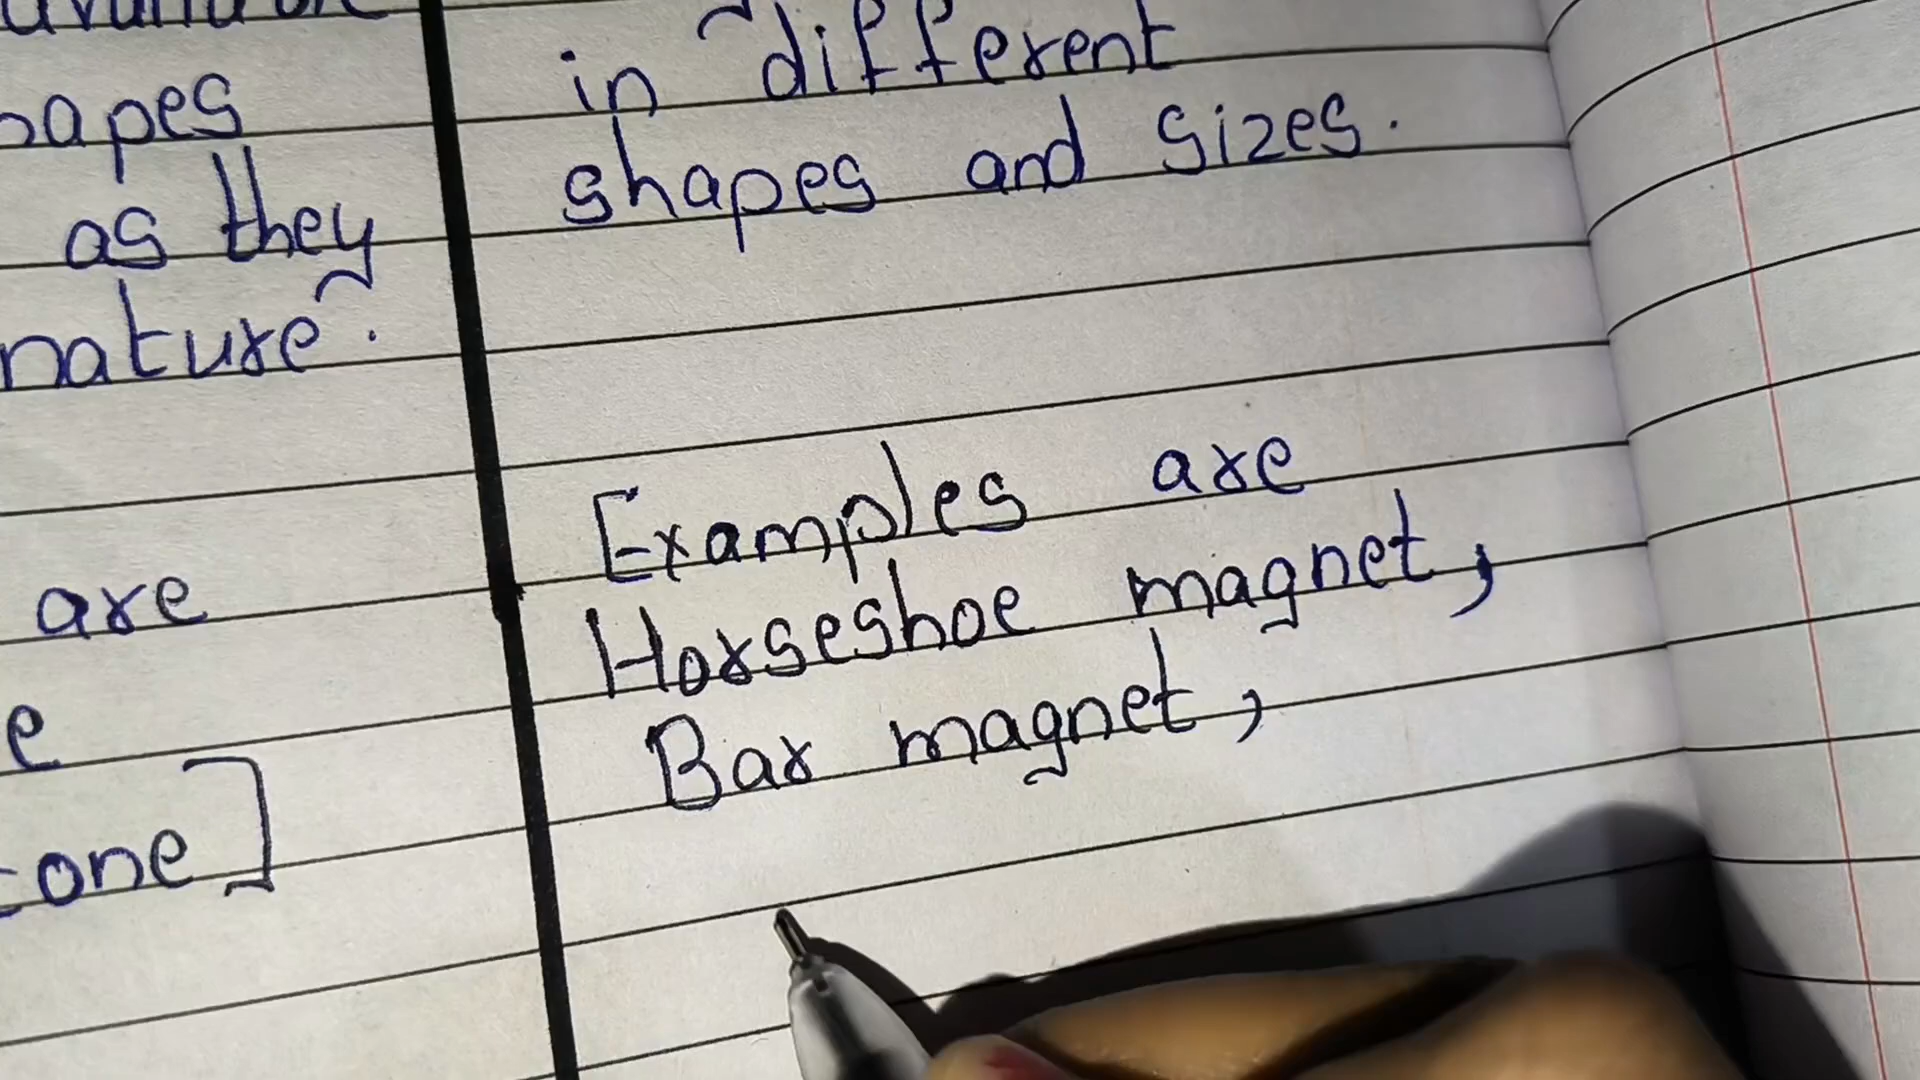 apes
as they
nature.
are
e
one]
in different
shapes and sizes.
Examples are
Horseshoe magnet,
Bar magnet,